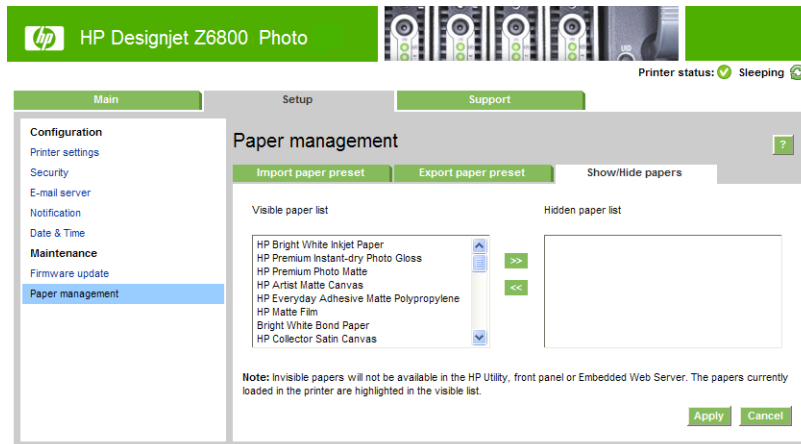 hp HP Designjet Z6800 Photo
UID
Printer status: Sleeping
Main Setup Support
Configuration
Printer settings
Security
E-mail server
Notification
Date & Time
Maintenance
Firmware update
Paper management
Paper management
?
Import paper preset Export paper preset Show/Hide papers
Visible paper list Hidden paper list
HP Bright White Inkjet Paper
HP Premium Instant-dry Photo Gloss
HP Premium Photo Matte
HP Artist Matte Canvas
HP Everyday Adhesive Matte Polypropylene
HP Matte Film
Bright White Bond Paper
HP Collector Satin Canvas
>>
<<
Note: Invisible papers will not be available in the HP Utility, front panel or Embedded Web Server. The papers currently
loaded in the printer are highlighted in the visible list.
Apply Cancel